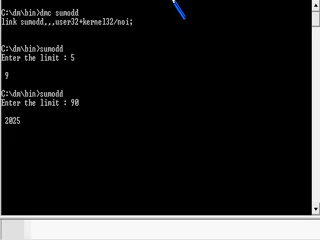 C:\dm\bin>dmc sumodd
link sumodd,,,user32+kernel32/noi;
C:\dm\bin>sumodd
Enter the limit : 5
9
C:\dm\bin>sumodd
Enter the limit : 90
2025